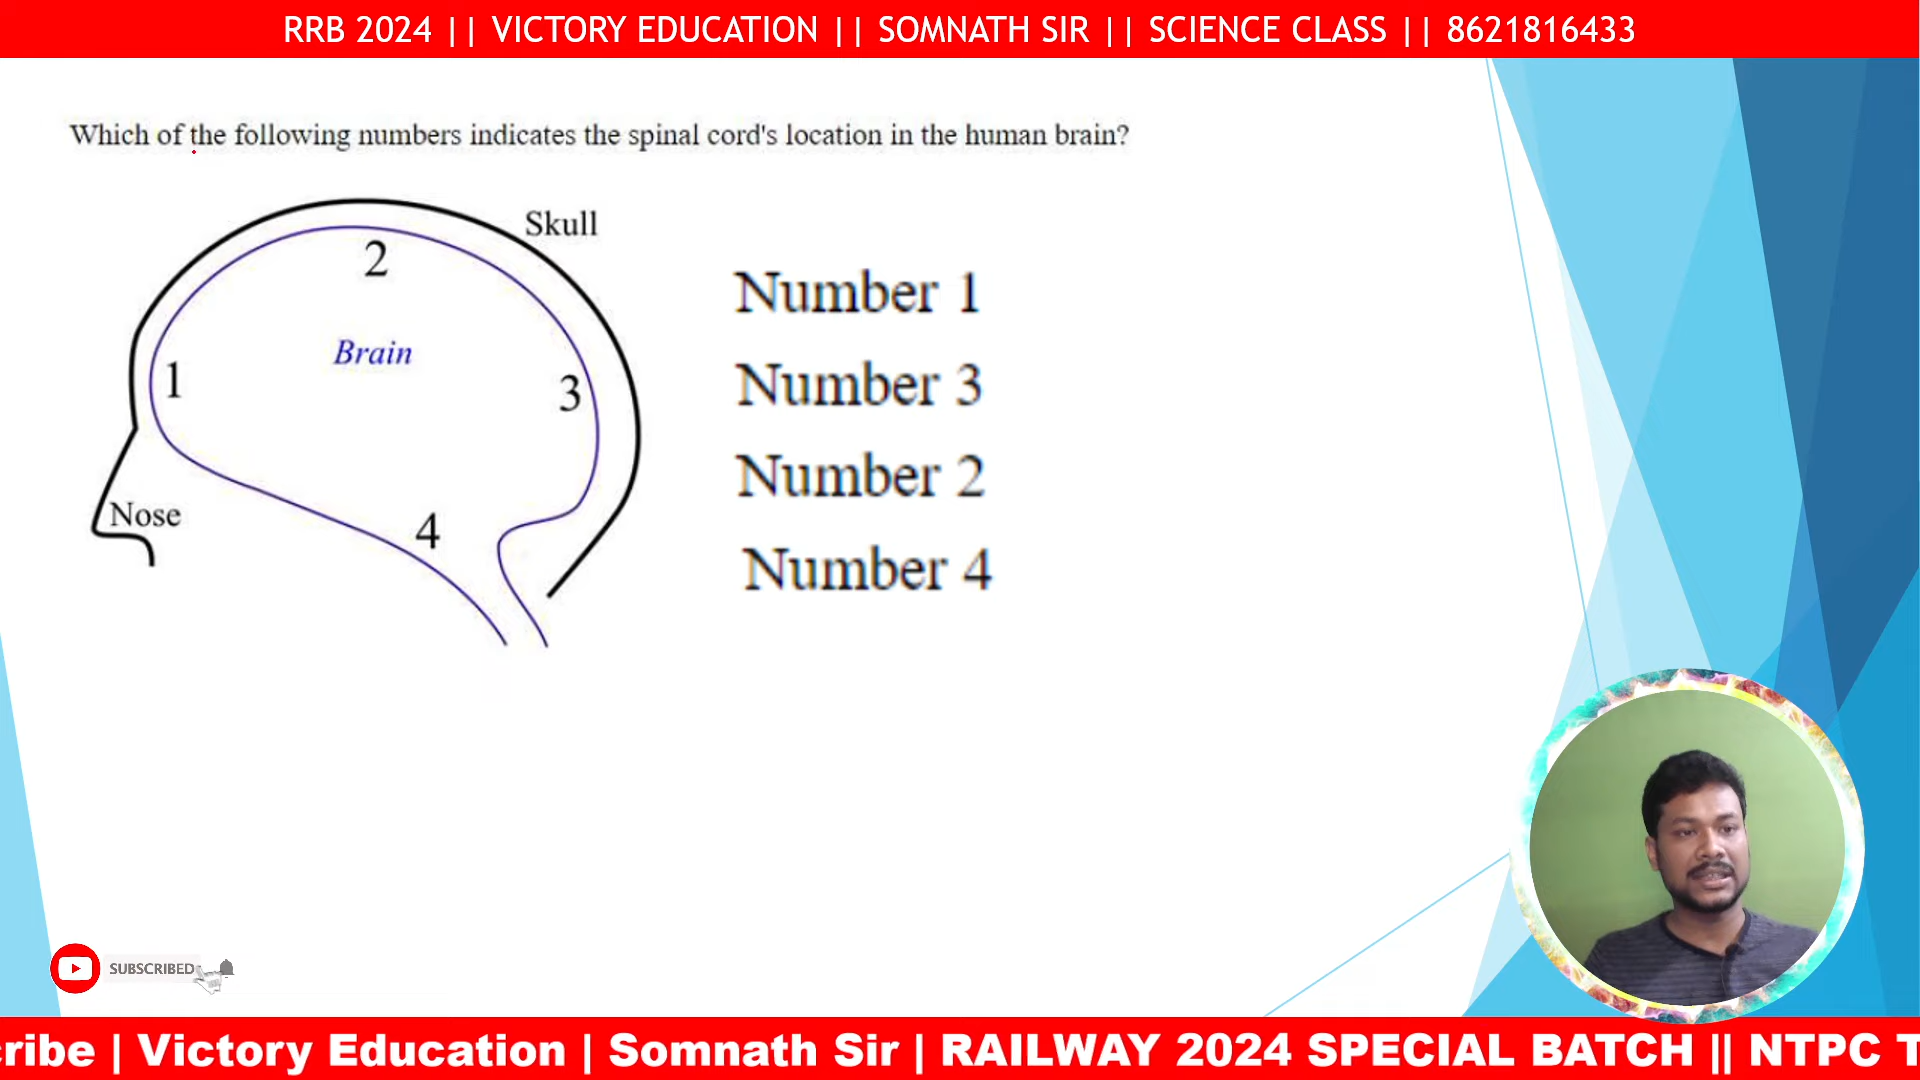 RRB 2024 || VICTORY EDUCATION || SOMNATH SIR || SCIENCE CLASS || 8621816433
Which of the following numbers indicates the spinal cord's location in the human brain?
Skull
2
Brain
1
3
Nose
4
Number 1
Number 3
Number 2
Number 4
SUBSCRIBED
cribe | Victory Education | Somnath Sir | RAILWAY 2024 SPECIAL BATCH || NTPC T